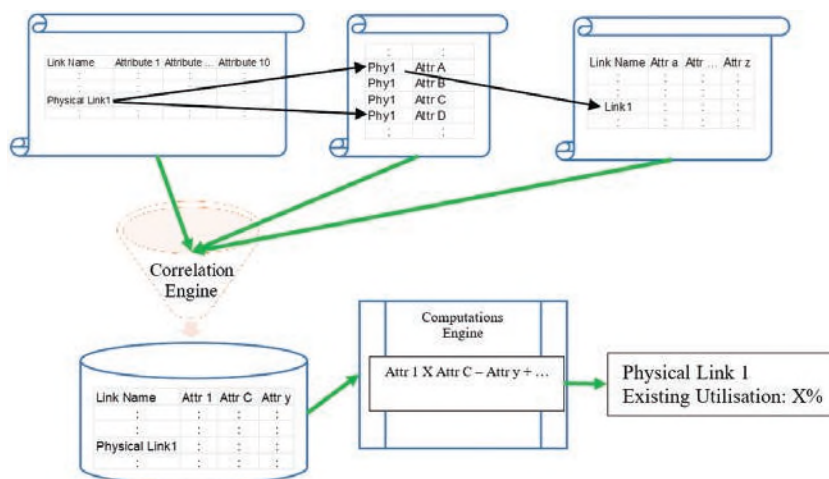 Link Name Attribute 1 Attribute ... Attribute 10
: : : :
: : : :
Physical Link1 : : :
: : : :
: :
Phy1 Attr A
Phy1 Attr B
Phy1 Attr C
Phy1 Attr D
: :
Link Name Attr a Attr ... Attr z
: : : :
: : : :
Link1 : : :
: : : :
Correlation
Engine
Link Name Attr 1 Attr C Attr y
: : : :
: : : :
Physical Link1 : : :
: : : :
Computations
Engine
Attr 1 X Attr C – Attr y + ...
Physical Link 1
Existing Utilisation: X%